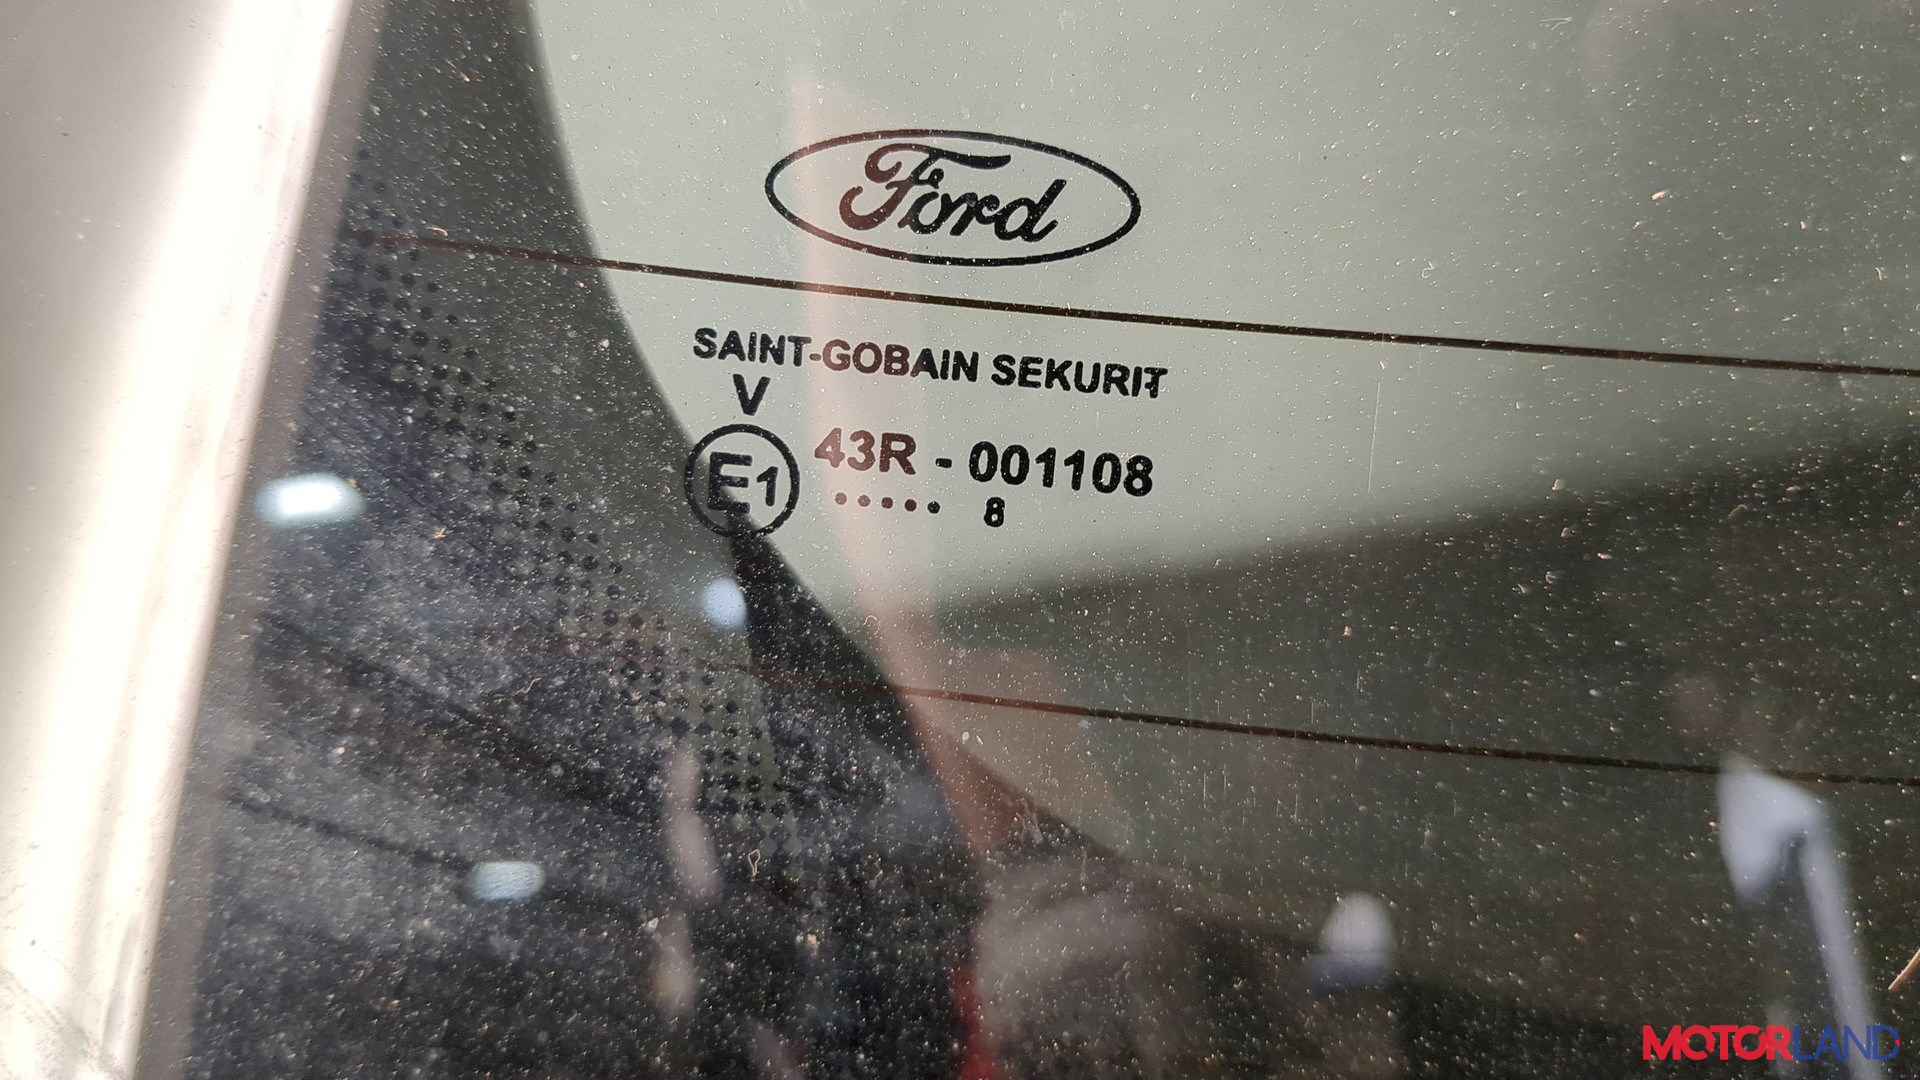 Ford
SAINT-GOBAIN SEKURIT
V
E1 43R - 001108
..... 8
MOTORLAND